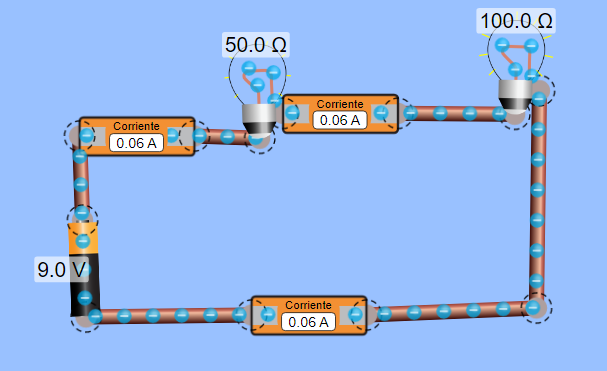 100.0 Ω
50.0 Ω
Corriente
0.06 A
Corriente
0.06 A
9.0 V
Corriente
0.06 A